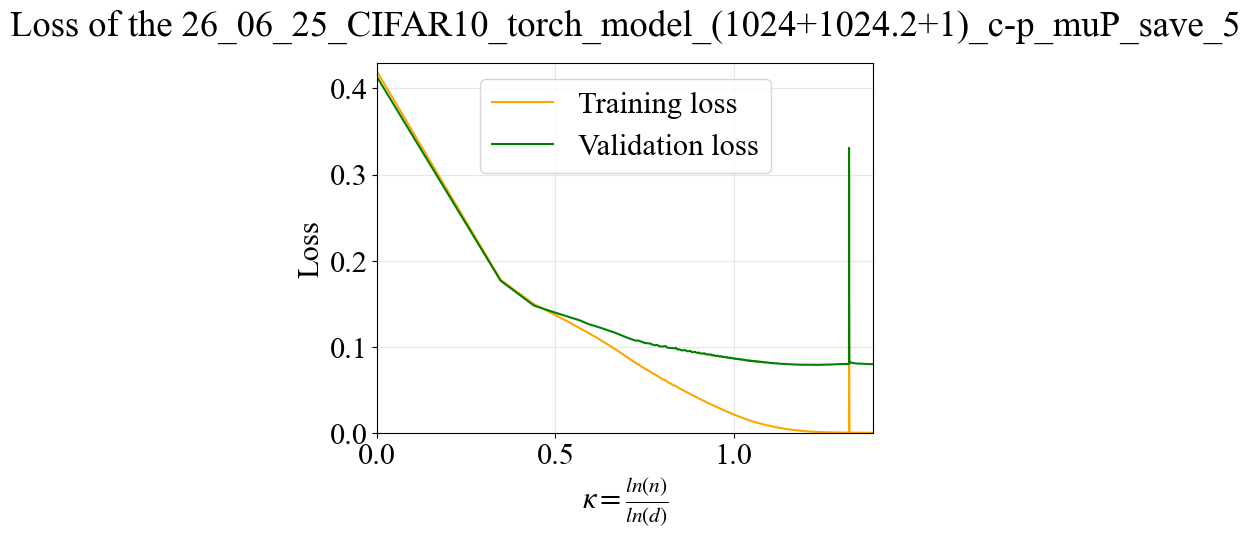 Loss of the 26_06_25_CIFAR10_torch_model_(1024+1024.2+1)_c-p_muP_save_5
Training loss
Validation loss
Loss
0.4
0.3
0.2
0.1
0.0
0.0 0.5 1.0
κ = ln(n)/ln(d)